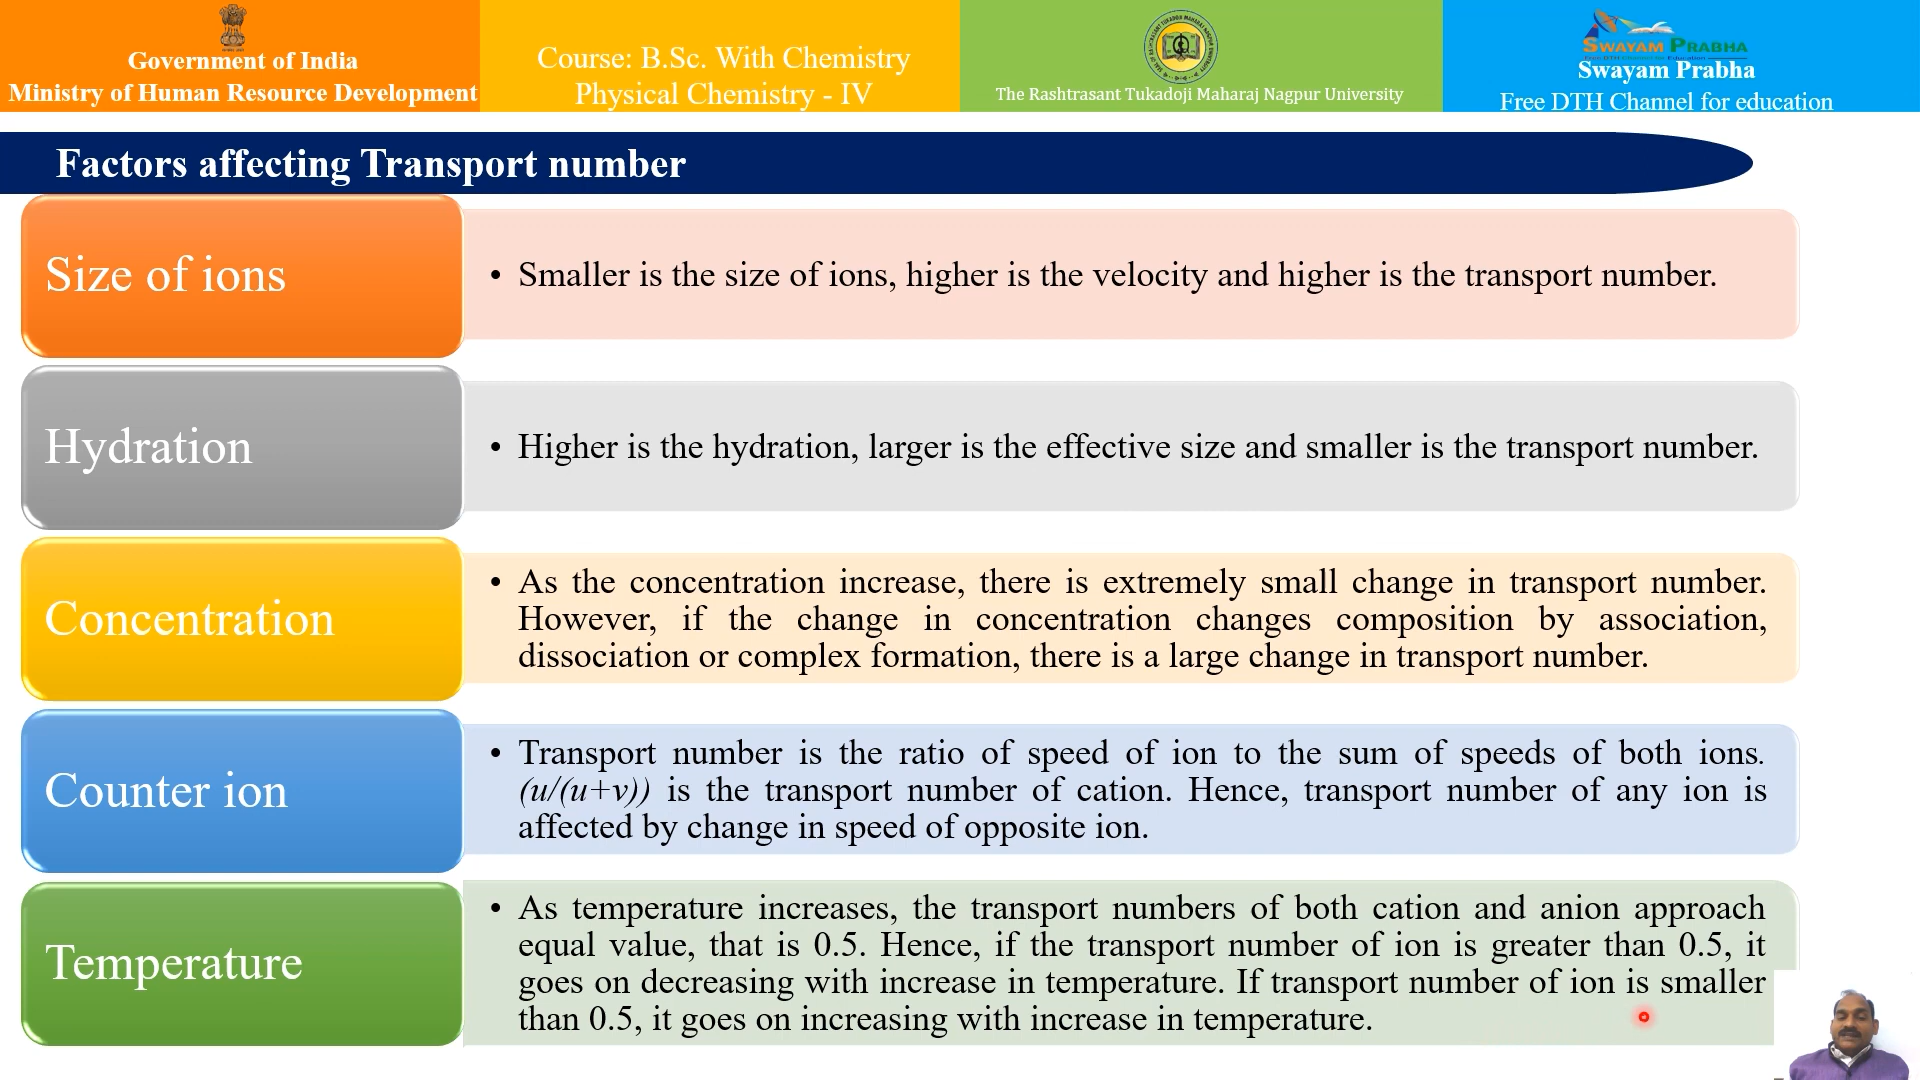 Government of India
Ministry of Human Resource Development
Course: B.Sc. With Chemistry
Physical Chemistry - IV
The Rashtrasant Tukadoji Maharaj Nagpur University
SWAYAM PRABHA
Swayam Prabha
Free DTH Channel for education
Factors affecting Transport number
Size of ions
• Smaller is the size of ions, higher is the velocity and higher is the transport number.
Hydration
• Higher is the hydration, larger is the effective size and smaller is the transport number.
Concentration
• As the concentration increase, there is extremely small change in transport number.
However, if the change in concentration changes composition by association,
dissociation or complex formation, there is a large change in transport number.
Counter ion
• Transport number is the ratio of speed of ion to the sum of speeds of both ions.
(u/(u+v)) is the transport number of cation. Hence, transport number of any ion is
affected by change in speed of opposite ion.
Temperature
• As temperature increases, the transport numbers of both cation and anion approach
equal value, that is 0.5. Hence, if the transport number of ion is greater than 0.5, it
goes on decreasing with increase in temperature. If transport number of ion is smaller
than 0.5, it goes on increasing with increase in temperature.